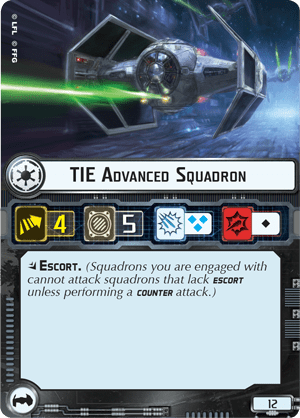 © LFL © FFG
TIE Advanced Squadron
4 5
Escort. (Squadrons you are engaged with
cannot attack squadrons that lack escort
unless performing a counter attack.)
12